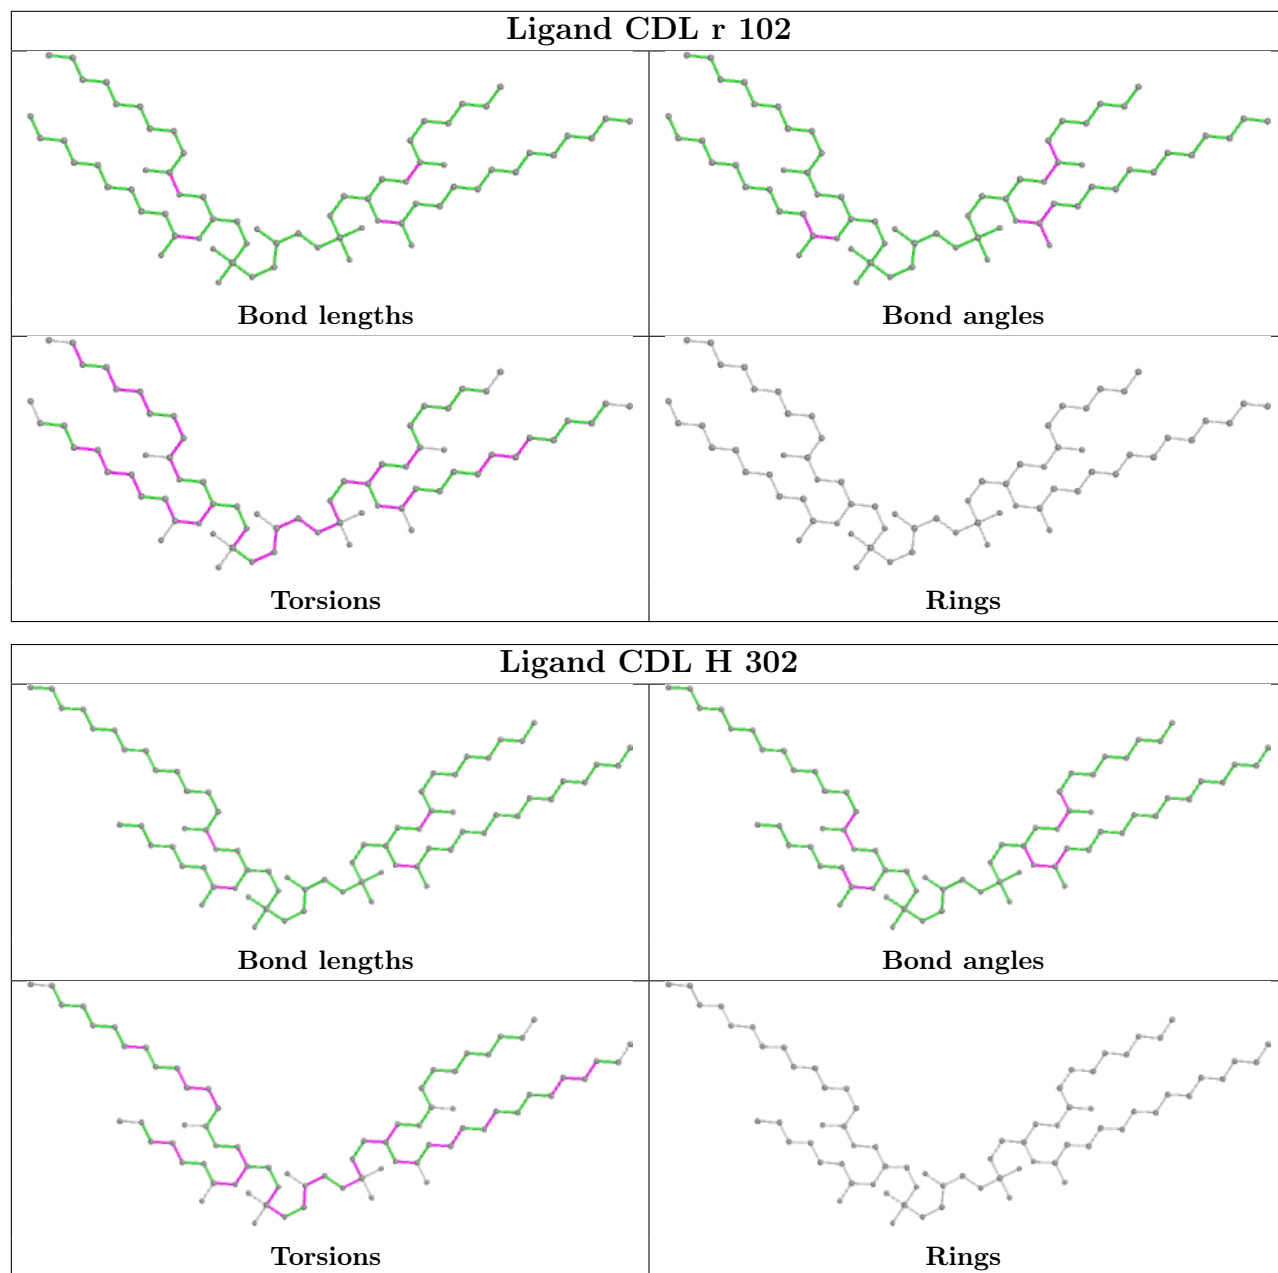 Ligand CDL r 102
Bond lengths
Bond angles
Torsions
Rings
Ligand CDL H 302
Bond lengths
Bond angles
Torsions
Rings